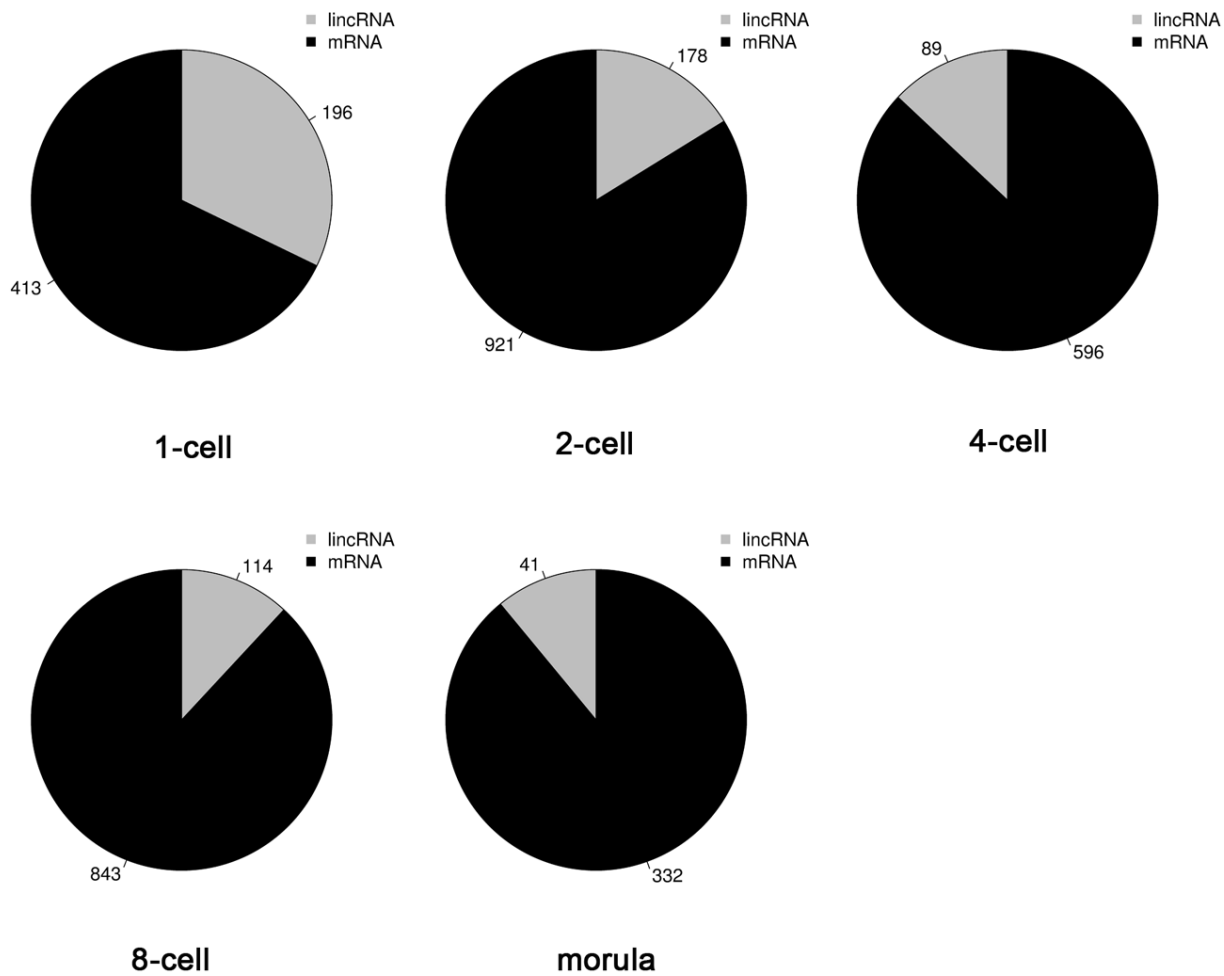 lincRNA
mRNA
196
413
1-cell
lincRNA
mRNA
178
921
2-cell
lincRNA
mRNA
89
596
4-cell
lincRNA
mRNA
114
843
8-cell
lincRNA
mRNA
41
332
morula